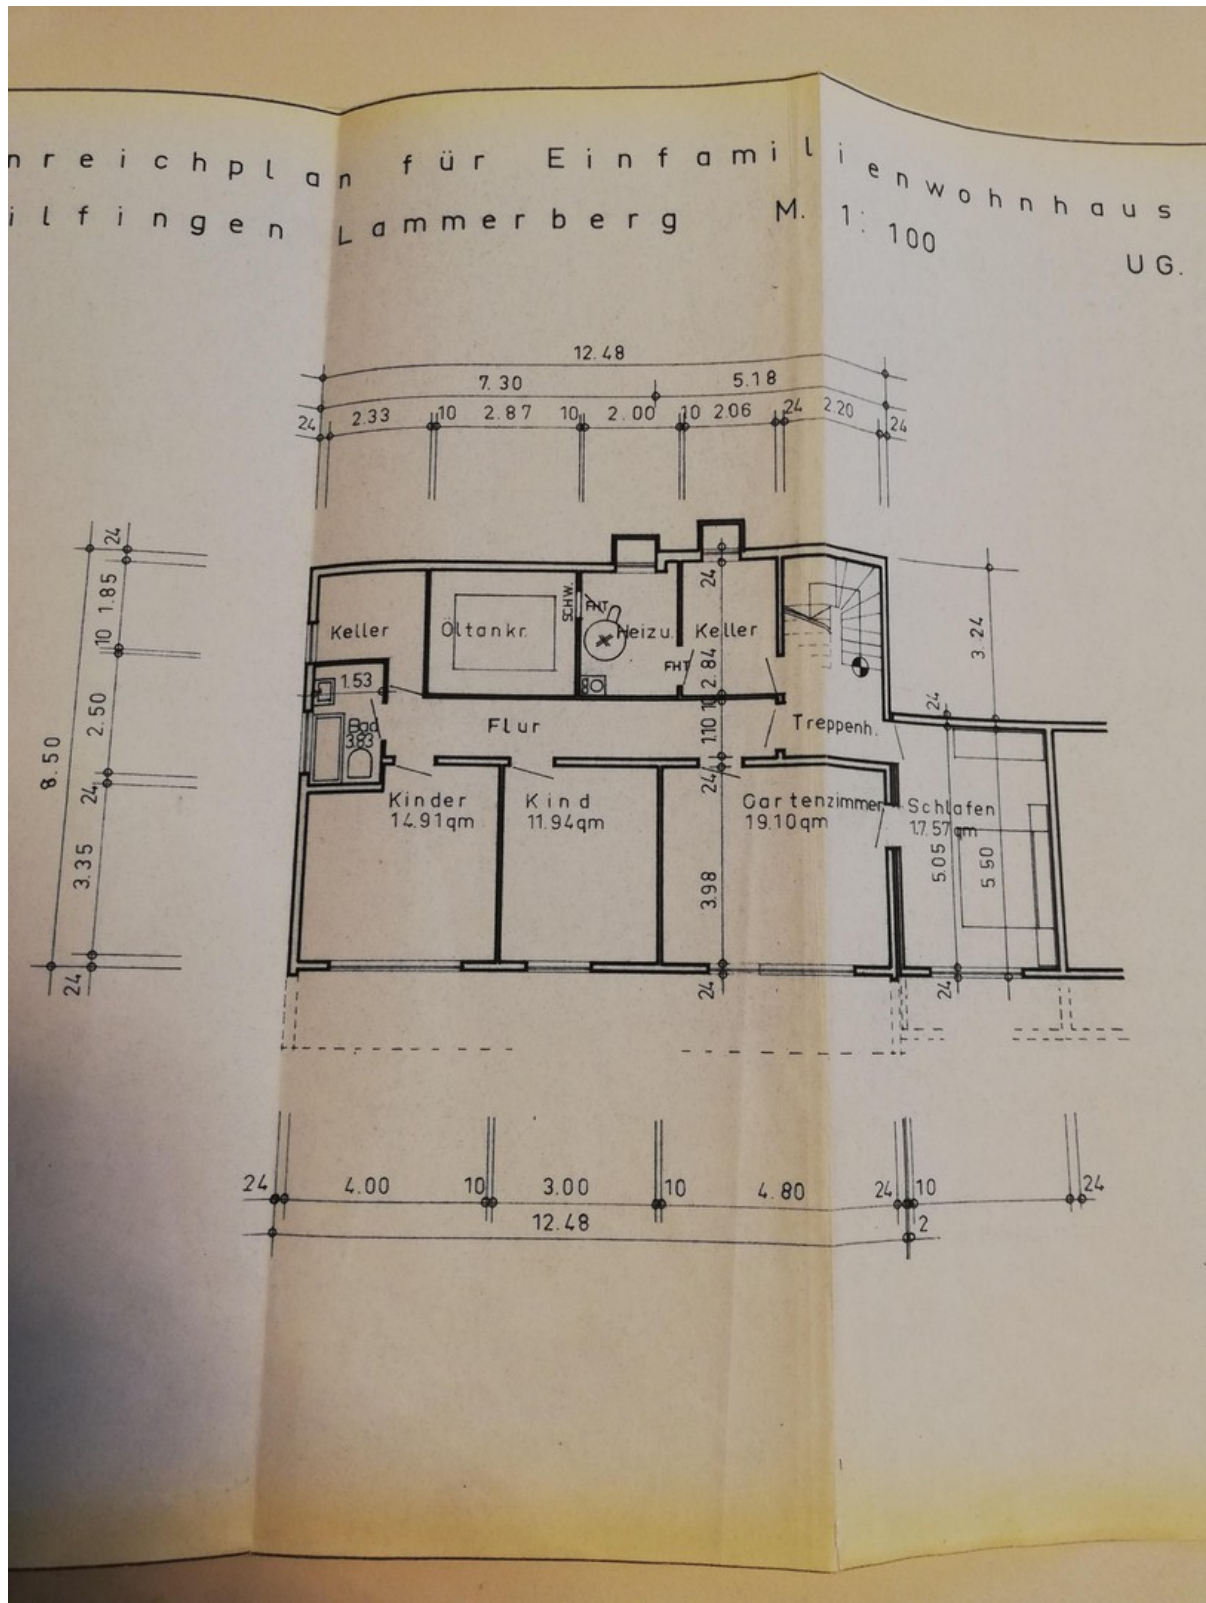 nreichplan für Einfamilienwohnhaus
ilfingen Lammerberg M. 1:100
UG.
12.48
7.30 5.18
24 2.33 10 2.87 10 2.00 10 2.06 24 2.20 24
24
1.85
10
2.50
24
3.35
24
8.50
Keller
Öltankr.
SCHW.
FHT
Heizu.
FHT
Keller
24
2.84
10
1.10
24
3.98
24
1.53
Bad
3.83
Flur
Treppenh.
3.24
24
Kinder
14.91qm
Kind
11.94qm
Gartenzimmer
19.10qm
Schlafen
17.57qm
5.05
5.50
24
24 4.00 10 3.00 10 4.80 24 10 24
12.48 2